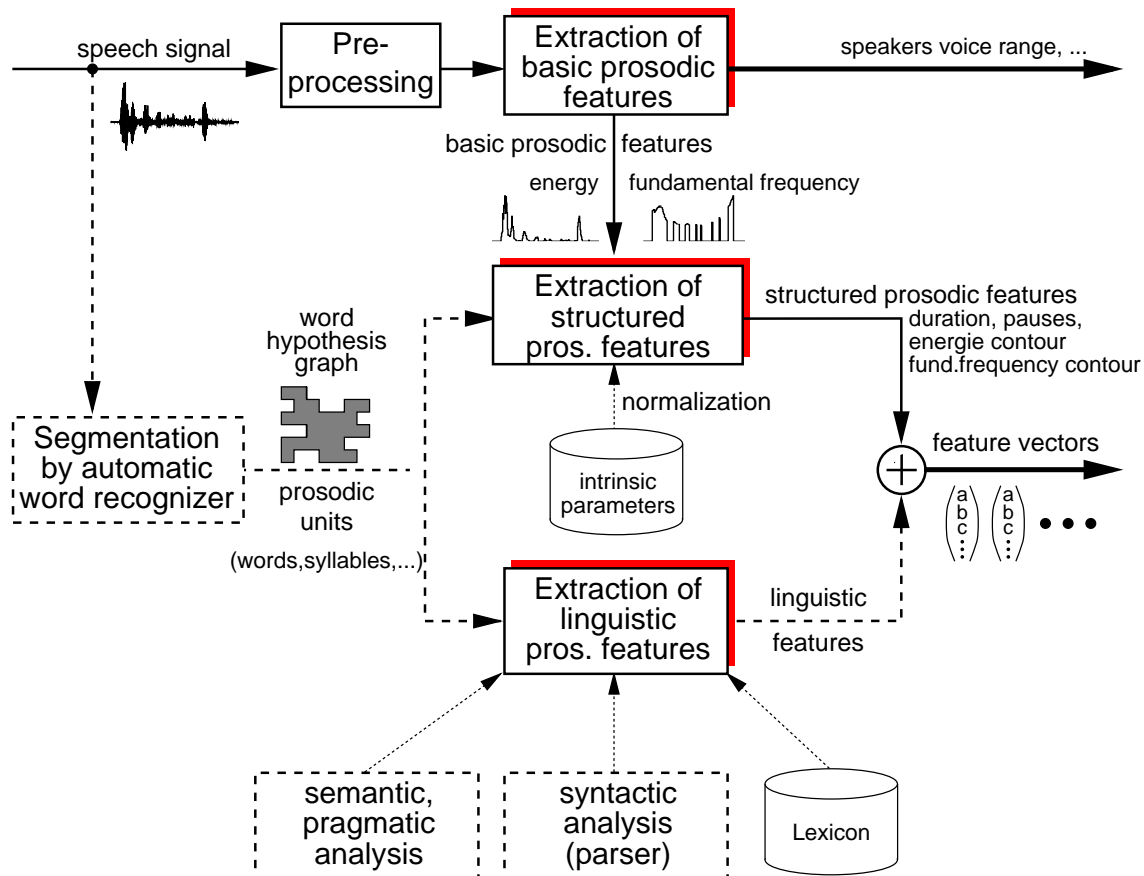 speech signal
Pre-
processing
Extraction of
basic prosodic
features
speakers voice range, ...
basic prosodic features
energy
fundamental frequency
Extraction of
structured
pros. features
structured prosodic features
duration, pauses,
energie contour
fund.frequency contour
word
hypothesis
graph
normalization
Segmentation
by automatic
word recognizer
prosodic
units
(words,syllables,...)
intrinsic
parameters
+
feature vectors
a
b
c
a
b
c
Extraction of
linguistic
pros. features
linguistic
features
semantic,
pragmatic
analysis
syntactic
analysis
(parser)
Lexicon